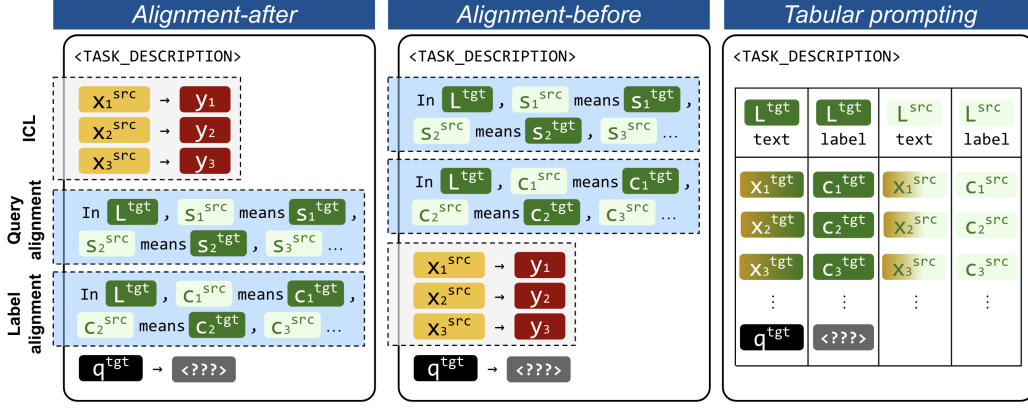 Alignment-after
<TASK_DESCRIPTION>
ICL
x₁ˢʳᶜ → y₁
x₂ˢʳᶜ → y₂
x₃ˢʳᶜ → y₃
Query
alignment
In Lᵗᵍᵗ, s₁ˢʳᶜ means s₁ᵗᵍᵗ,
s₂ˢʳᶜ means s₂ᵗᵍᵗ, s₃ˢʳᶜ …
Label
alignment
In Lᵗᵍᵗ, c₁ˢʳᶜ means c₁ᵗᵍᵗ,
c₂ˢʳᶜ means c₂ᵗᵍᵗ, c₃ˢʳᶜ …
qᵗᵍᵗ → <???>
Alignment-before
<TASK_DESCRIPTION>
In Lᵗᵍᵗ, s₁ˢʳᶜ means s₁ᵗᵍᵗ,
s₂ˢʳᶜ means s₂ᵗᵍᵗ, s₃ˢʳᶜ …
In Lᵗᵍᵗ, c₁ˢʳᶜ means c₁ᵗᵍᵗ,
c₂ˢʳᶜ means c₂ᵗᵍᵗ, c₃ˢʳᶜ …
x₁ˢʳᶜ → y₁
x₂ˢʳᶜ → y₂
x₃ˢʳᶜ → y₃
qᵗᵍᵗ → <???>
Tabular prompting
<TASK_DESCRIPTION>
Lᵗᵍᵗ Lᵗᵍᵗ Lˢʳᶜ Lˢʳᶜ
text label text label
x₁ᵗᵍᵗ c₁ᵗᵍᵗ x₁ˢʳᶜ c₁ˢʳᶜ
x₂ᵗᵍᵗ c₂ᵗᵍᵗ x₂ˢʳᶜ c₂ˢʳᶜ
x₃ᵗᵍᵗ c₃ᵗᵍᵗ x₃ˢʳᶜ c₃ˢʳᶜ
⋮ ⋮ ⋮ ⋮
qᵗᵍᵗ <???>